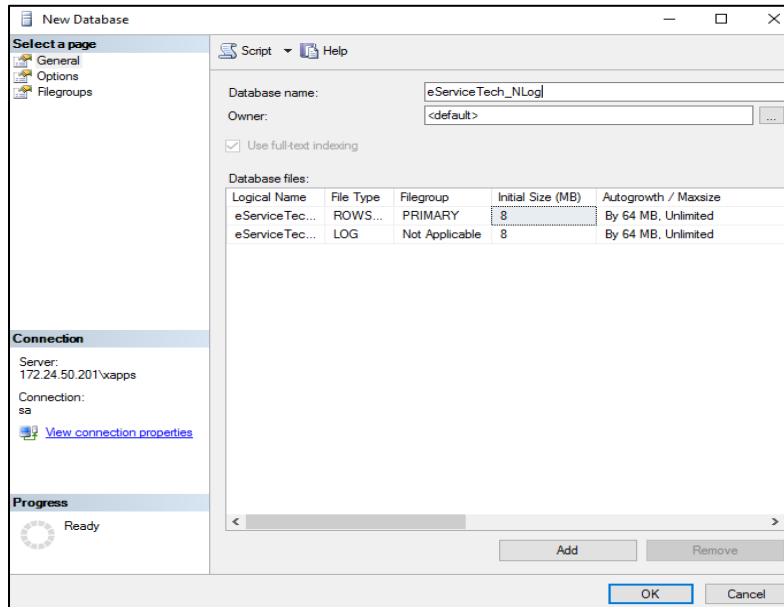 New Database
Select a page
General
Options
Filegroups
Script Help
Database name: eServiceTech_NLog
Owner: <default> ...
Use full-text indexing
Database files:
Logical Name File Type Filegroup Initial Size (MB) Autogrowth / Maxsize
eServiceTec... ROWS... PRIMARY 8 By 64 MB, Unlimited
eServiceTec... LOG Not Applicable 8 By 64 MB, Unlimited
Connection
Server:
172.24.50.201\xapps
Connection:
sa
View connection properties
Progress
Ready
Add Remove
OK Cancel